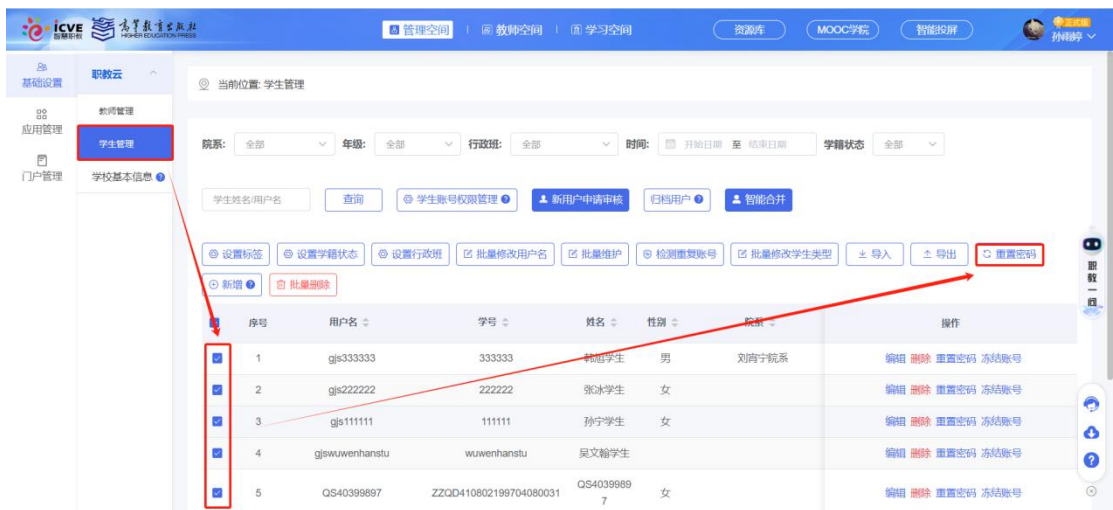 icve 智慧职教 高等教育出版社 HIGHER EDUCATION PRESS 管理空间 教师空间 学习空间 资源库 MOOC学院 智能投屏 正式版 孙雨婷
基础设置 职教云
当前位置: 学生管理
应用管理 教师管理
学生管理
门户管理 学校基本信息
院系: 全部 年级: 全部 行政班: 全部 时间: 开始日期 至 结束日期 学籍状态 全部
学生姓名/用户名 查询 学生账号权限管理 新用户申请审核 归档用户 智能合并
设置标签 设置学籍状态 设置行政班 批量修改用户名 批量维护 检测重复账号 批量修改学生类型 导入 导出 重置密码
新增 批量删除
职教一问
序号 用户名 学号 姓名 性别 院系 操作
1 gjs333333 333333 韩旭学生 男 刘宵宁院系 编辑 删除 重置密码 冻结账号
2 gjs222222 222222 张冰学生 女 编辑 删除 重置密码 冻结账号
3 gjs111111 111111 孙宁学生 女 编辑 删除 重置密码 冻结账号
4 gjswuwenhanstu wuwenhanstu 吴文翰学生 编辑 删除 重置密码 冻结账号
5 QS40399897 ZZQD410802199704080031 QS40399897 女 编辑 删除 重置密码 冻结账号